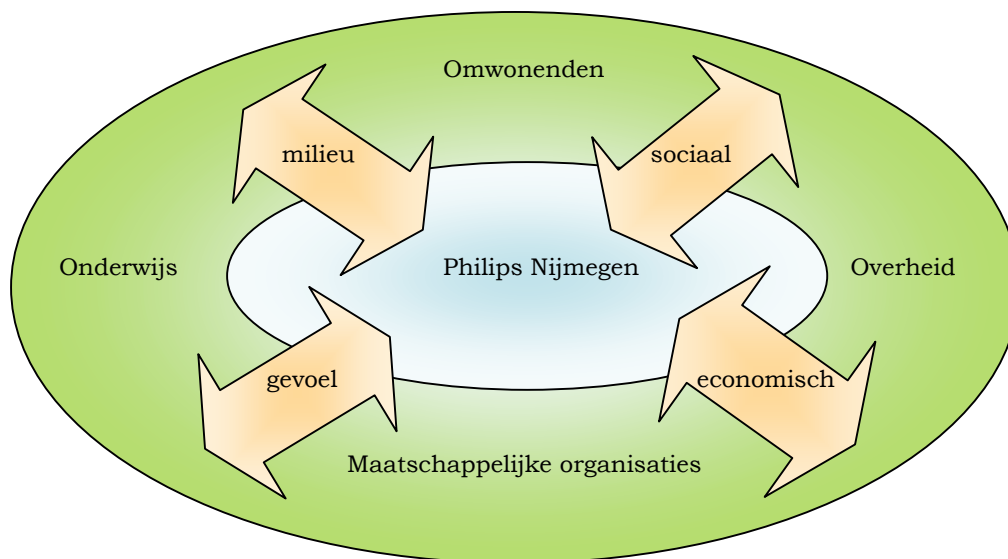 Omwonenden
milieu
sociaal
Onderwijs
Philips Nijmegen
Overheid
gevoel
economisch
Maatschappelijke organisaties